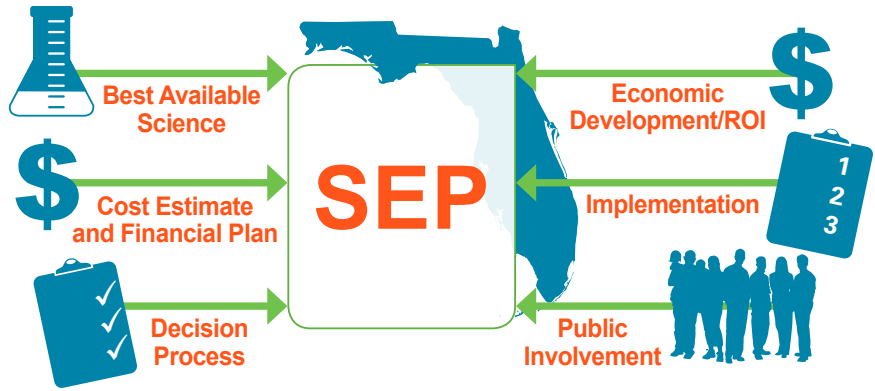 Best Available
Science
$
Cost Estimate
and Financial Plan
Decision
Process
SEP
$
Economic
Development/ROI
1
2
3
Implementation
Public
Involvement